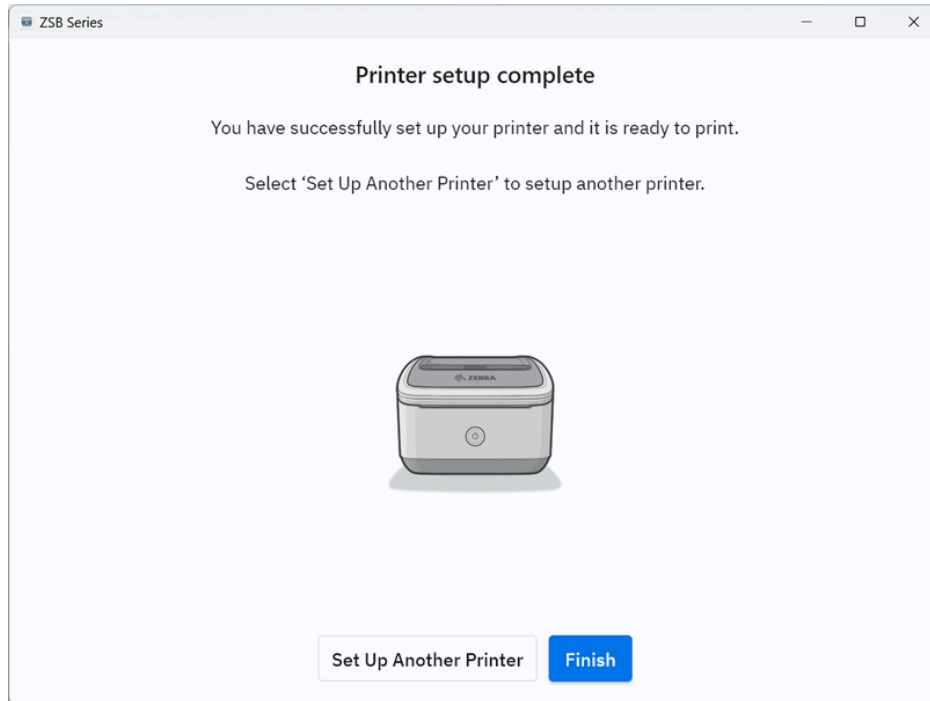 ZSB Series
Printer setup complete
You have successfully set up your printer and it is ready to print.
Select ‘Set Up Another Printer’ to setup another printer.
ZEBRA
Set Up Another Printer
Finish